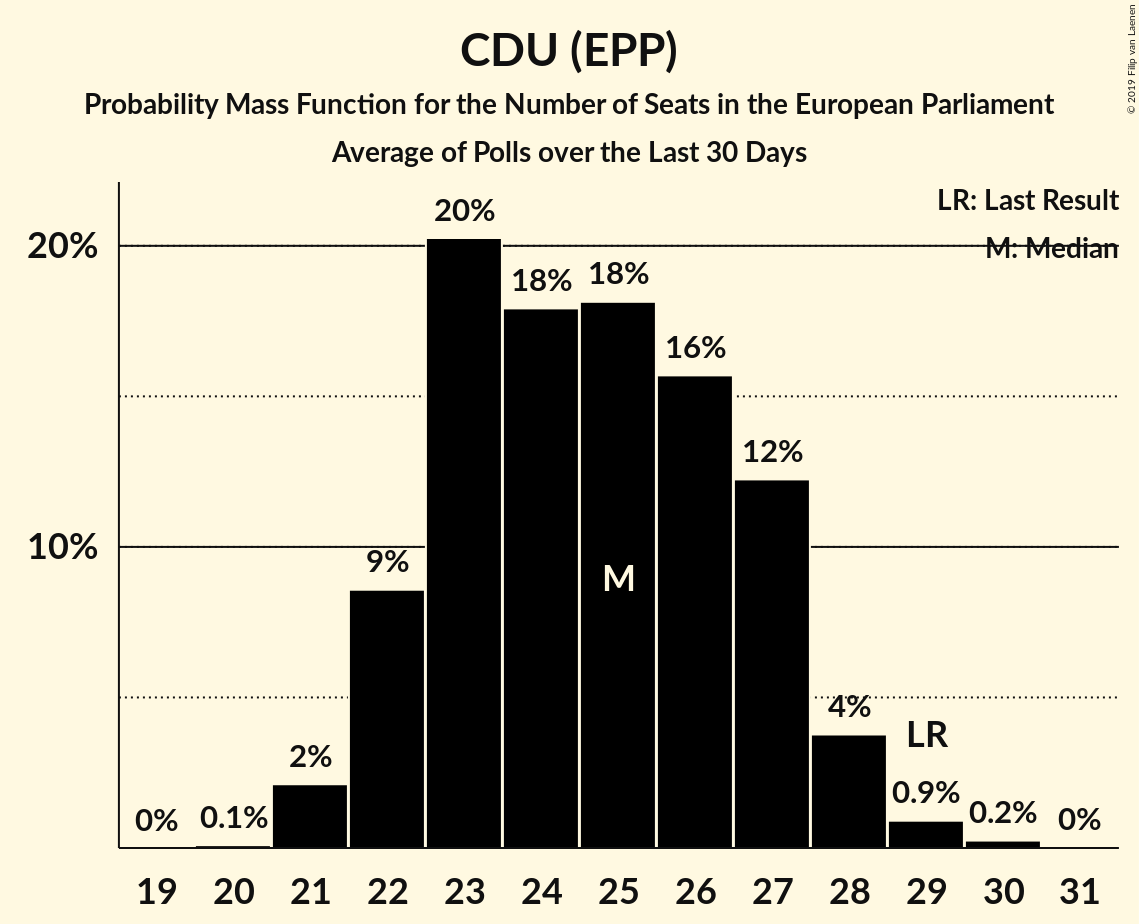 CDU (EPP)
Probability Mass Function for the Number of Seats in the European Parliament
Average of Polls over the Last 30 Days
© 2019 Filip van Laenen
LR: Last Result
M: Median
20%
10%
0%
0.1%
2%
9%
20%
18%
18%
16%
12%
4%
0.9%
0.2%
0%
M
LR
19 20 21 22 23 24 25 26 27 28 29 30 31